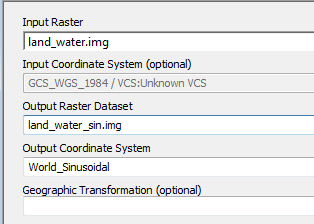 Input Raster
land_water.img
Input Coordinate System (optional)
GCS_WGS_1984 / VCS:Unknown VCS
Output Raster Dataset
land_water_sin.img
Output Coordinate System
World_Sinusoidal
Geographic Transformation (optional)